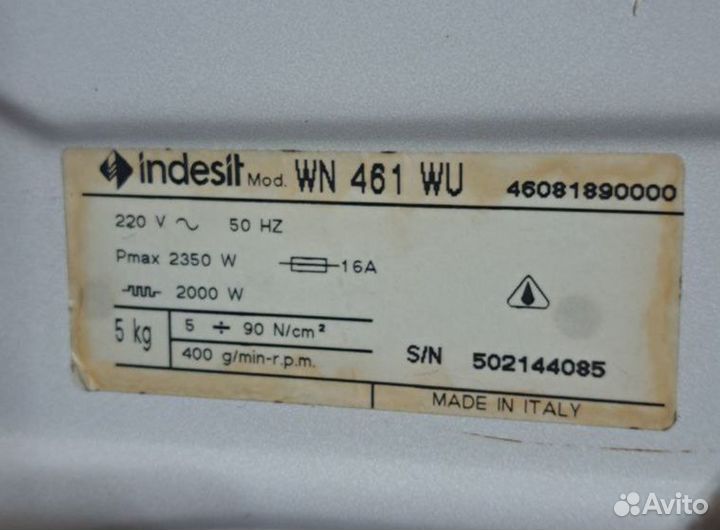 indesit Mod. WN 461 WU 46081890000
220 V ~ 50 HZ
Pmax 2350 W 16A
2000 W
5 kg 5 ÷ 90 N/cm²
400 g/min-r.p.m.
S/N 502144085
MADE IN ITALY
Avito